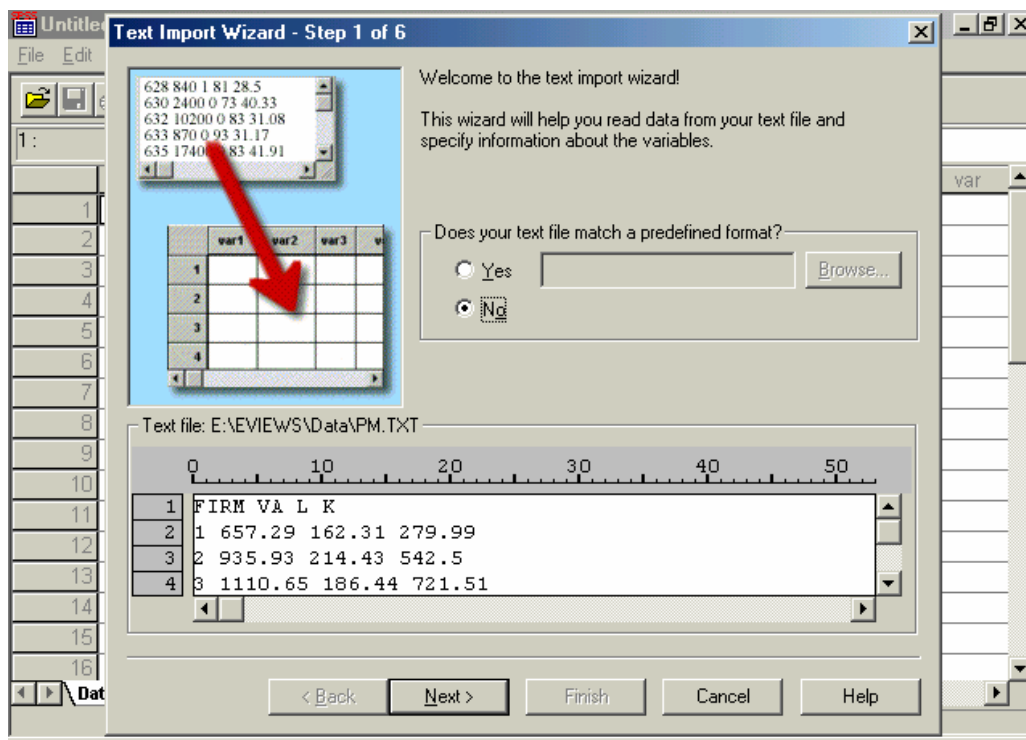 Untitle
Text Import Wizard - Step 1 of 6
File Edit
1 :
var
1
2
3
4
5
6
7
8
9
10
11
12
13
14
15
16
Dat
628 840 1 81 28.5
630 2400 0 73 40.33
632 10200 0 83 31.08
633 870 0 93 31.17
635 1740 83 41.91
var1 var2 var3 v
1
2
3
4
Welcome to the text import wizard!
This wizard will help you read data from your text file and
specify information about the variables.
Does your text file match a predefined format?
Yes
Browse...
No
Text file: E:\EVIEWS\Data\PM.TXT
0 10 20 30 40 50
1 FIRM VA L K
2 1 657.29 162.31 279.99
3 2 935.93 214.43 542.5
4 3 1110.65 186.44 721.51
< Back Next > Finish Cancel Help